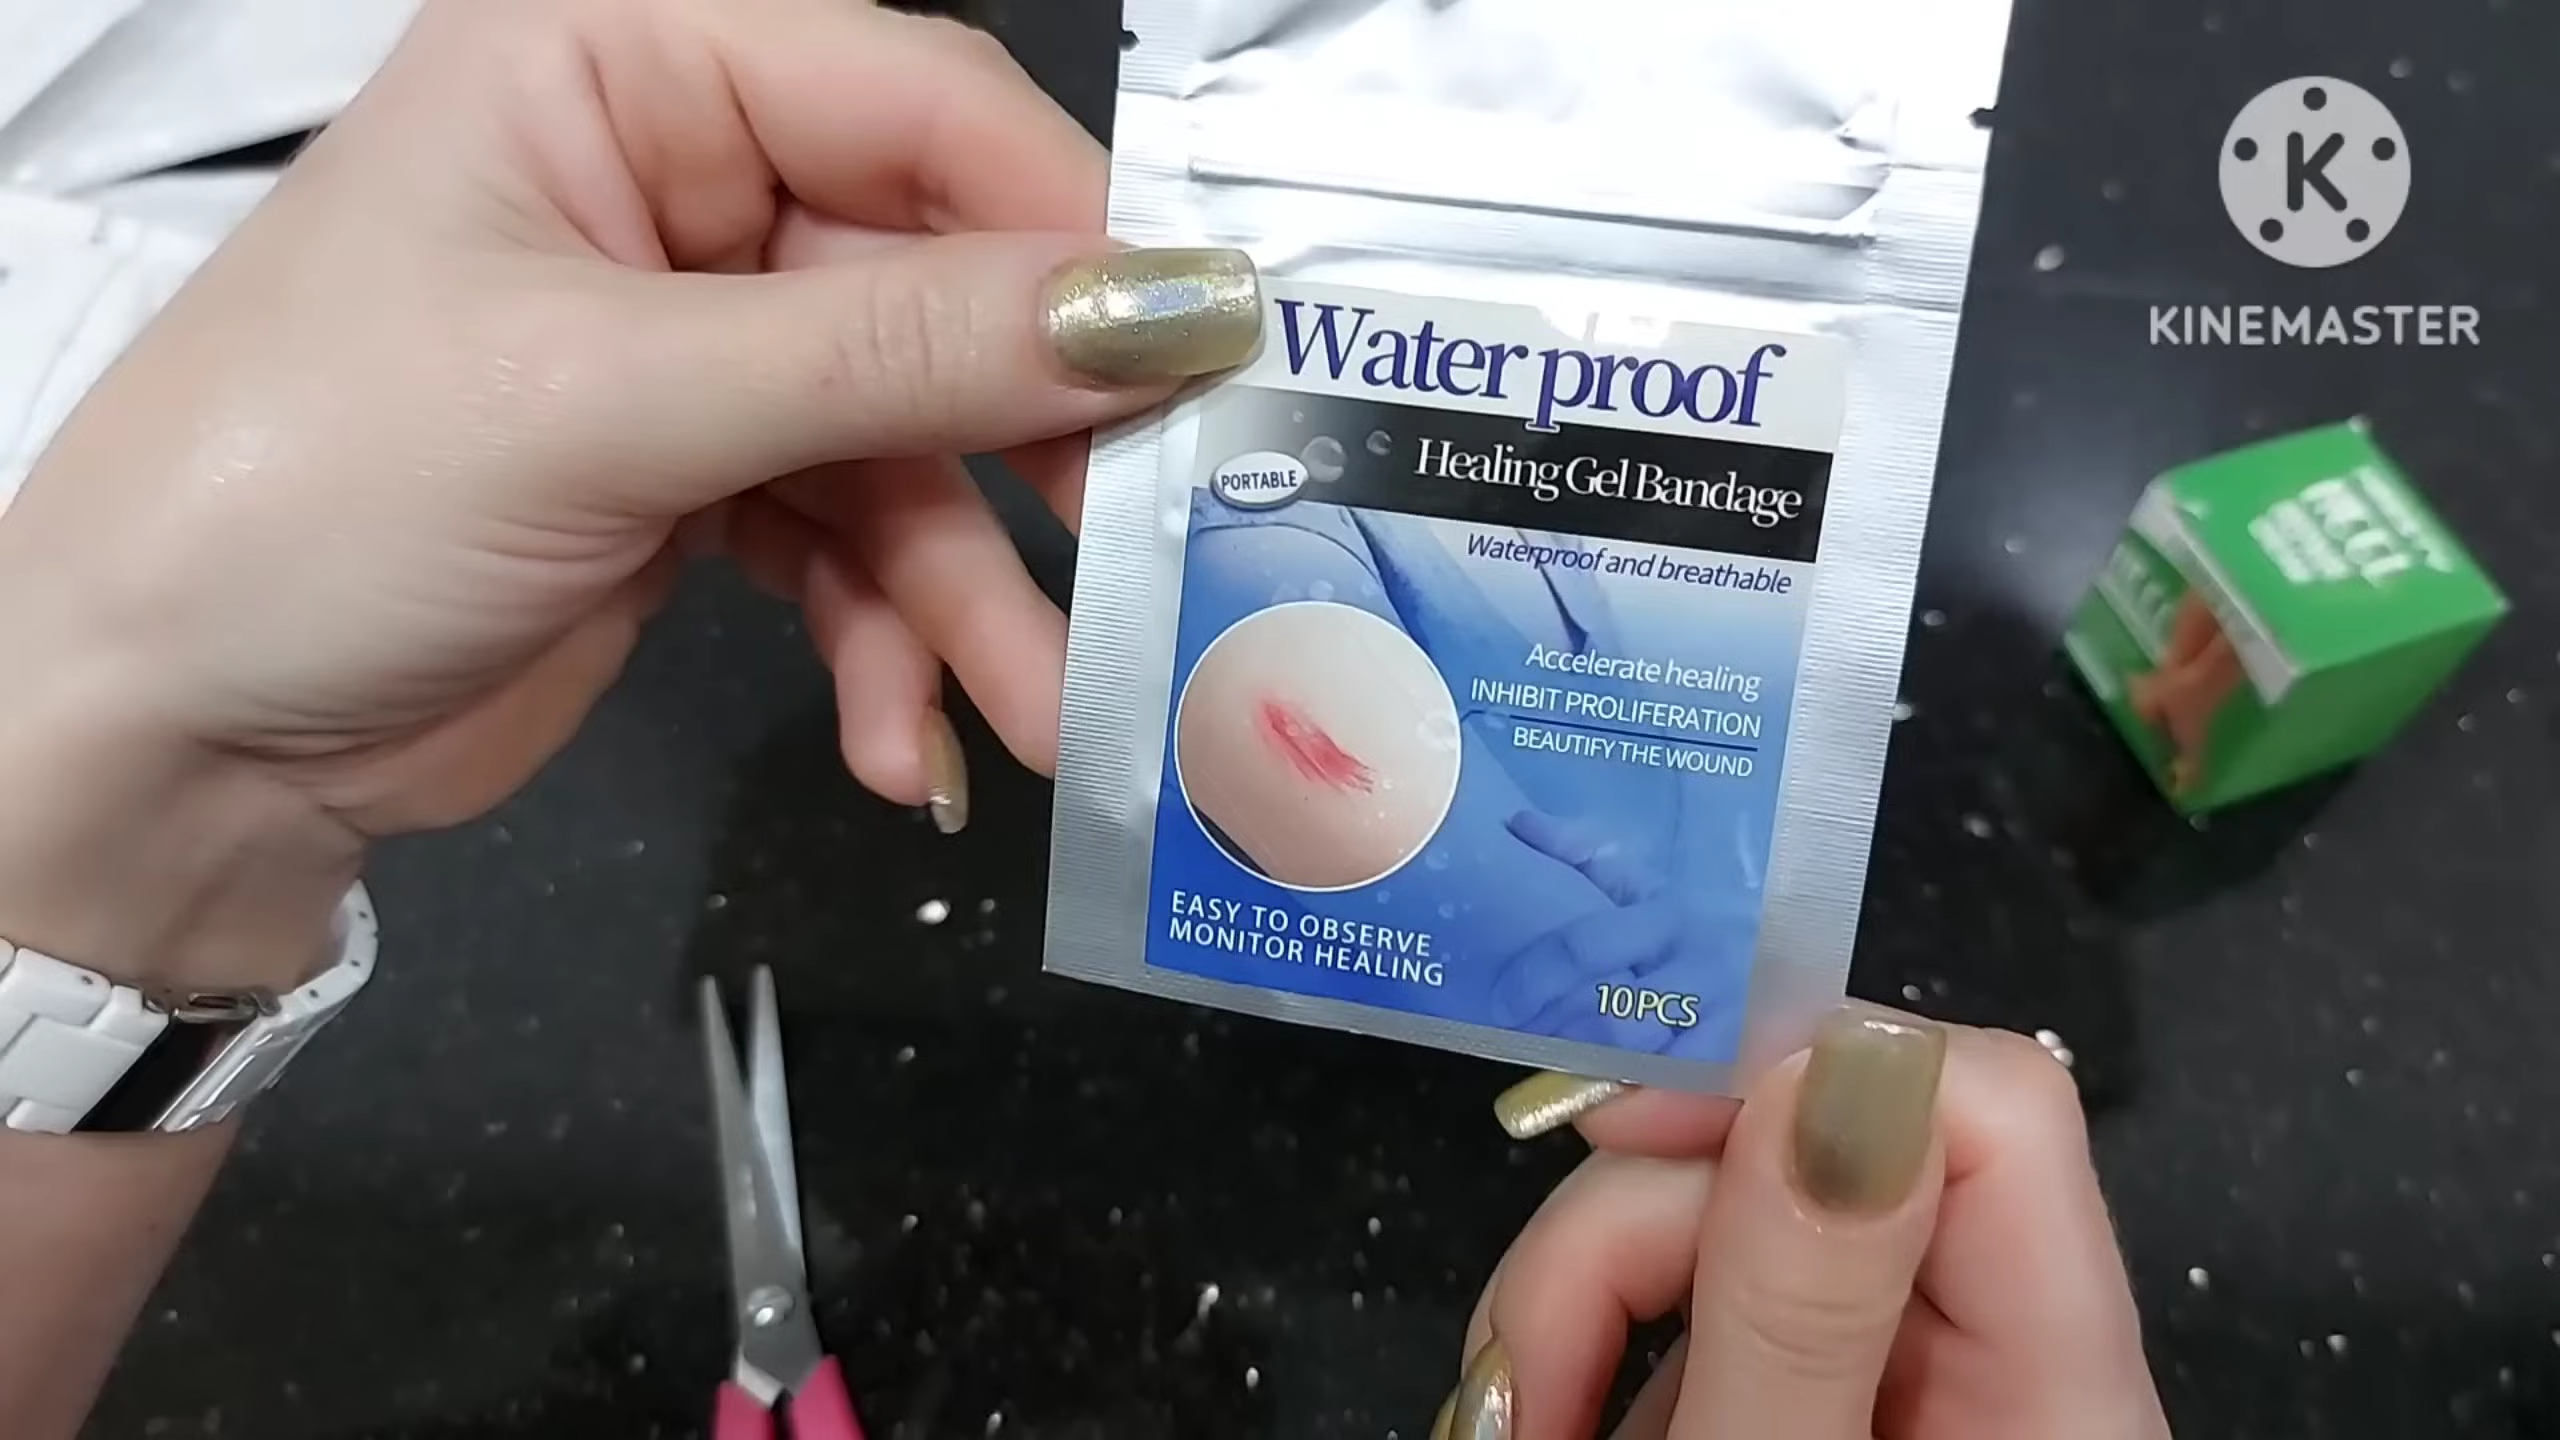 K
KINEMASTER
Water proof
Healing Gel Bandage
PORTABLE
Waterproof and breathable
Accelerate healing
INHIBIT PROLIFERATION
BEAUTIFY THE WOUND
EASY TO OBSERVE
MONITOR HEALING
10PCS